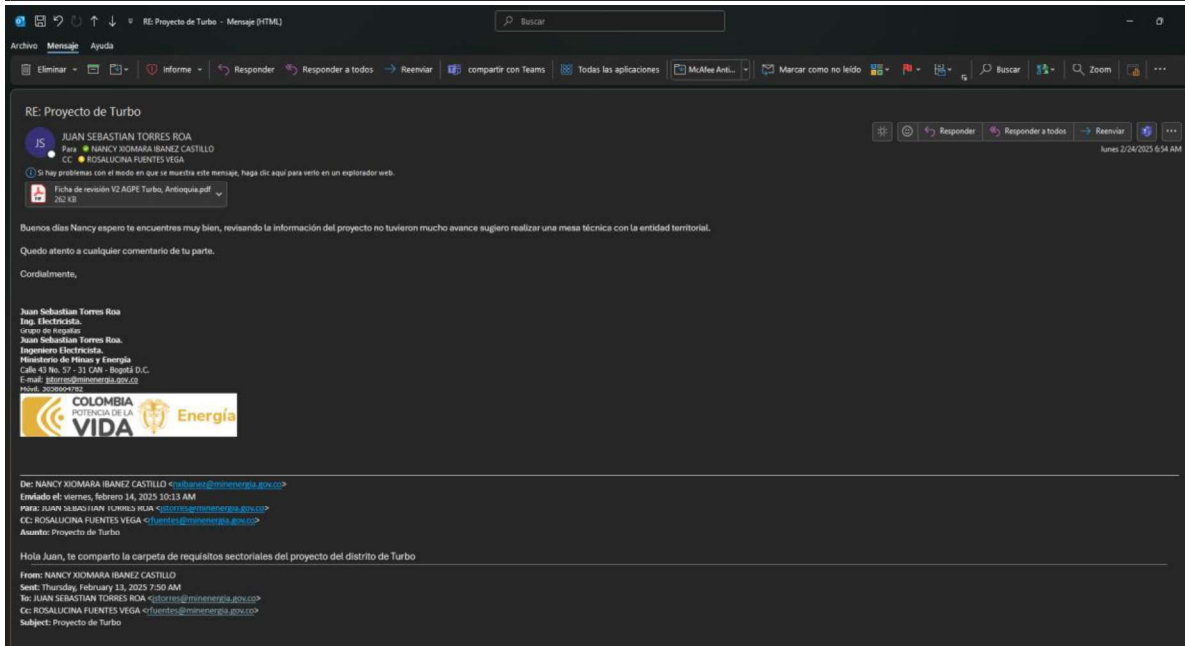 RE: Proyecto de Turbo - Mensaje (HTML)
Buscar
Archivo Mensaje Ayuda
Eliminar Informe Responder Responder a todos Reenviar compartir con Teams Todas las aplicaciones McAfee Anti... Marcar como no leído Buscar Zoom ...
RE: Proyecto de Turbo
JS
JUAN SEBASTIAN TORRES ROA
Para NANCY XIOMARA IBANEZ CASTILLO
CC ROSALUCINA FUENTES VEGA
Responder Responder a todos Reenviar ...
lunes 2/24/2025 6:54 AM
Si hay problemas con el modo en que se muestra este mensaje, haga clic aquí para verlo en un explorador web.
Ficha de revisión V2 AGPE Turbo, Antioquia.pdf
262 KB
Buenos días Nancy espero te encuentres muy bien, revisando la información del proyecto no tuvieron mucho avance sugiero realizar una mesa técnica con la entidad territorial.
Quedo atento a cualquier comentario de tu parte.
Cordialmente,
Juan Sebastian Torres Roa
Ing. Electricista.
Grupo de Regalías
Juan Sebastian Torres Roa.
Ingeniero Electricista.
Ministerio de Minas y Energía
Calle 43 No. 57 - 31 CAN - Bogotá D.C.
E-mail: jstorres@minenergia.gov.co
Móvil:
COLOMBIA
POTENCIA DE LA
VIDA
Energía
De: NANCY XIOMARA IBANEZ CASTILLO <nxibanez@minenergia.gov.co>
Enviado el: viernes, febrero 14, 2025 10:13 AM
Para: JUAN SEBASTIAN TORRES ROA <jstorres@minenergia.gov.co>
CC: ROSALUCINA FUENTES VEGA <rfuentes@minenergia.gov.co>
Asunto: Proyecto de Turbo
Hola Juan, te comparto la carpeta de requisitos sectoriales del proyecto del distrito de Turbo
From: NANCY XIOMARA IBANEZ CASTILLO
Sent: Thursday, February 13, 2025 7:50 AM
To: JUAN SEBASTIAN TORRES ROA <jstorres@minenergia.gov.co>
Cc: ROSALUCINA FUENTES VEGA <rfuentes@minenergia.gov.co>
Subject: Proyecto de Turbo